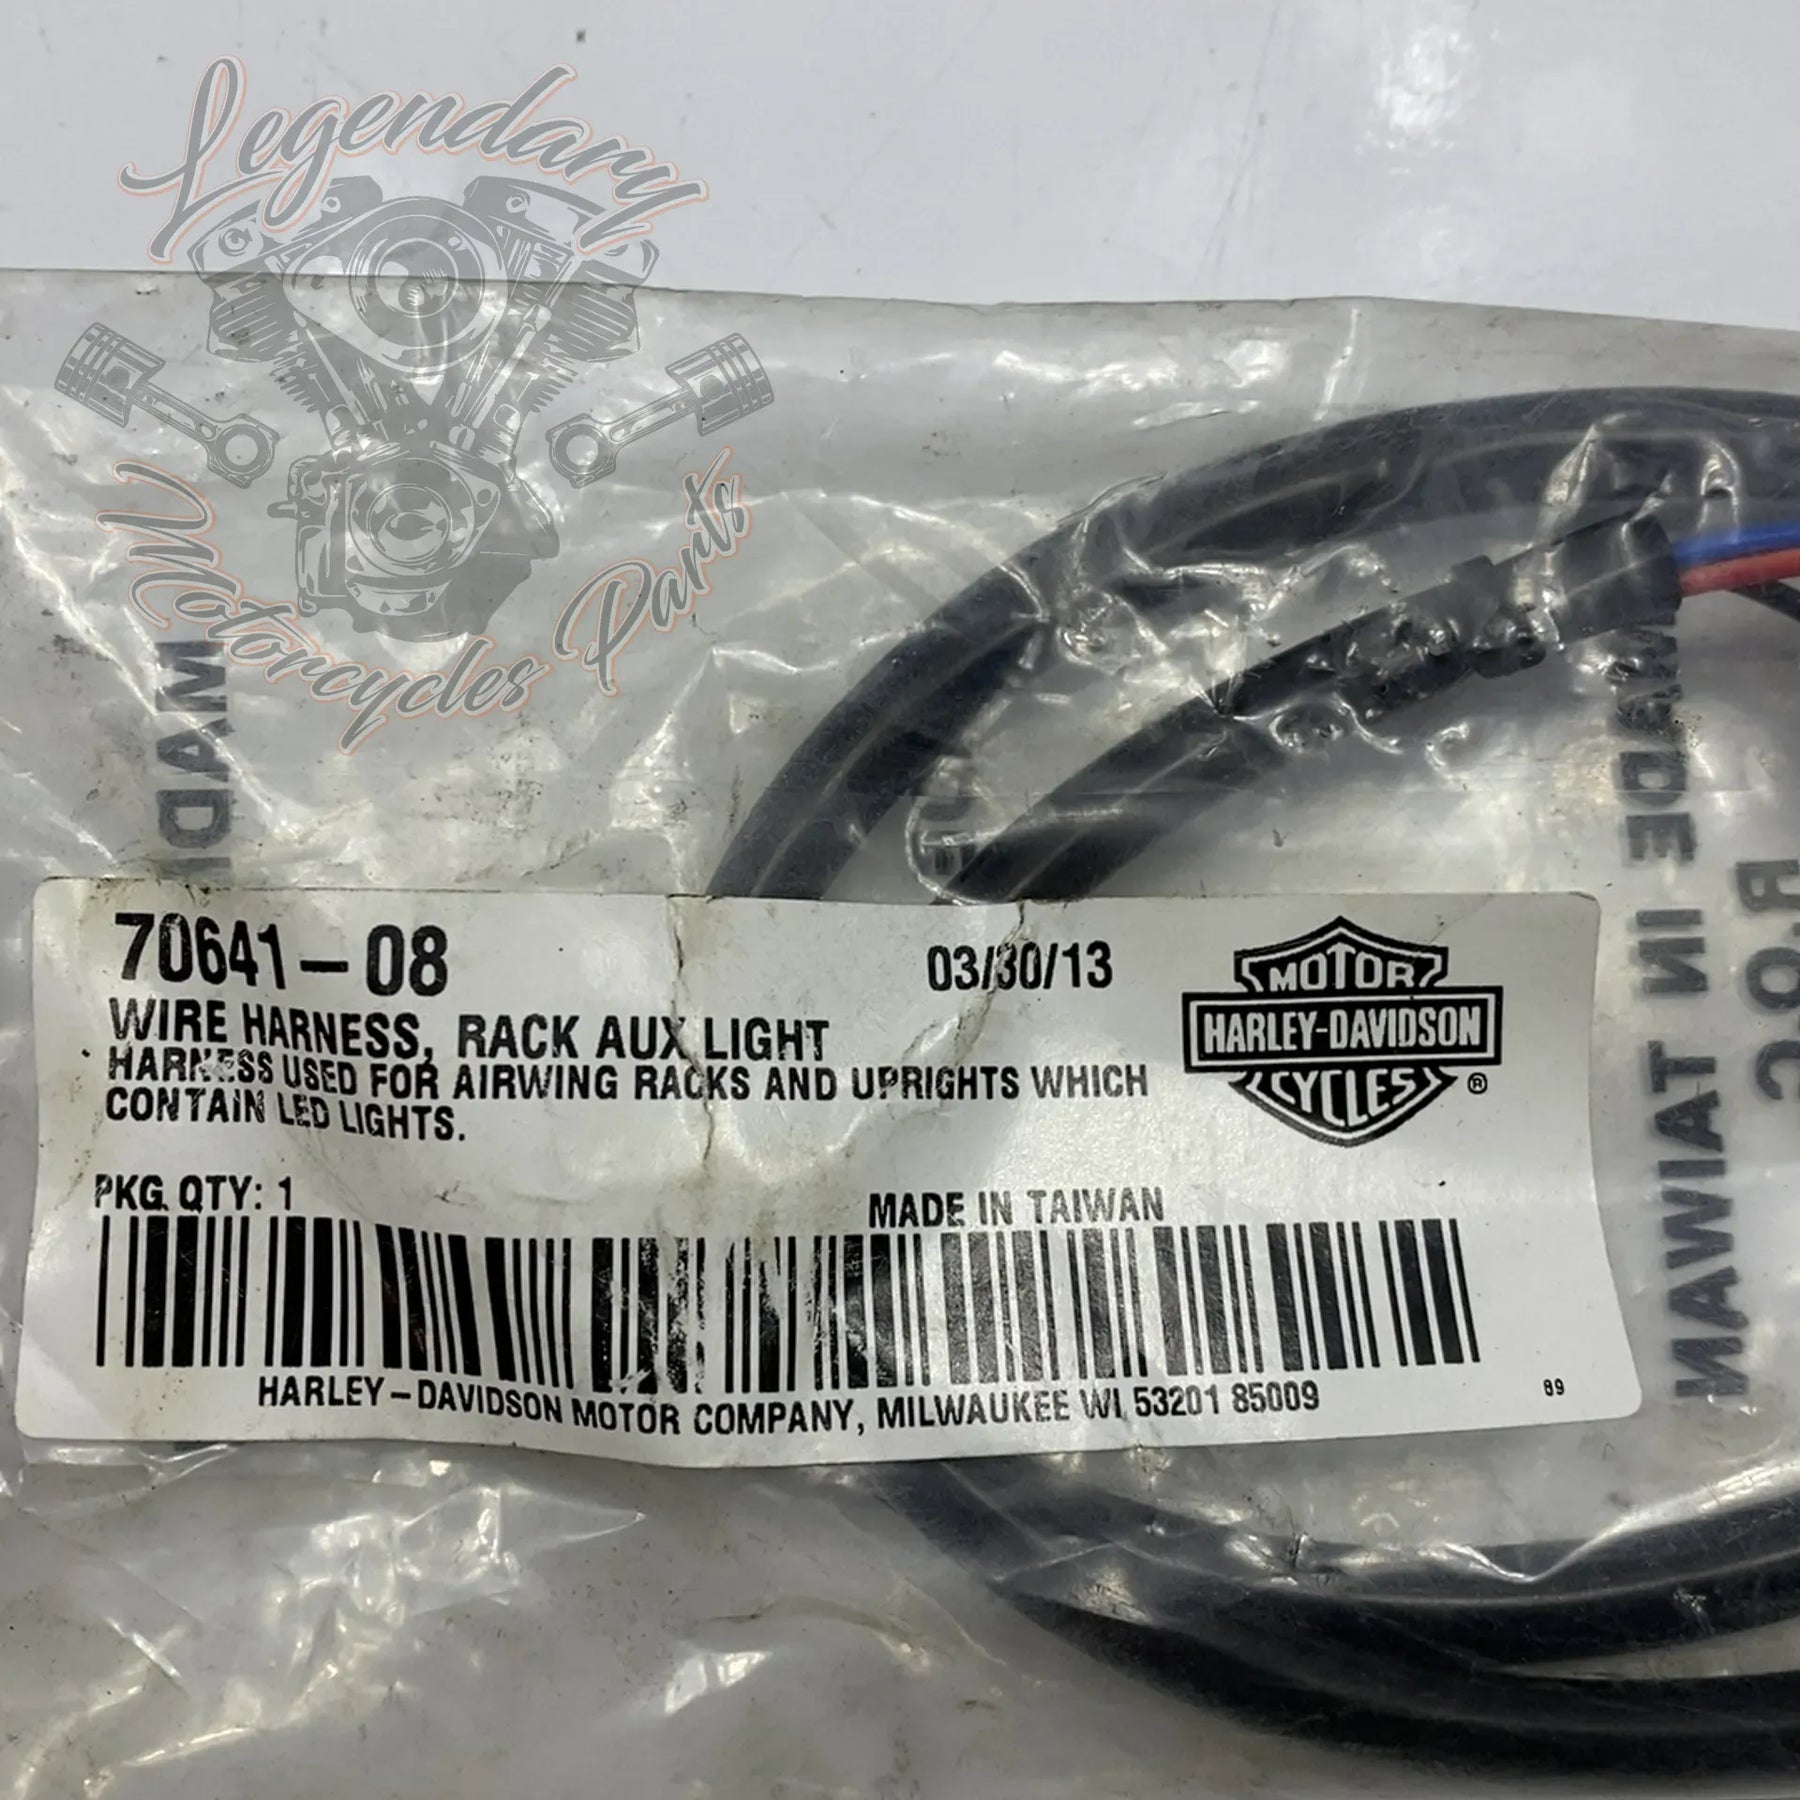 Legendary
Motorcycles Parts
MADE IN TAIWAN
R.O.C
70641-08
03/30/13
MOTOR
HARLEY-DAVIDSON
CYCLES
®
WIRE HARNESS, RACK AUX LIGHT
HARNESS USED FOR AIRWING RACKS AND UPRIGHTS WHICH
CONTAIN LED LIGHTS.
PKG QTY: 1
MADE IN TAIWAN
HARLEY-DAVIDSON MOTOR COMPANY, MILWAUKEE WI, 53201 85009
89